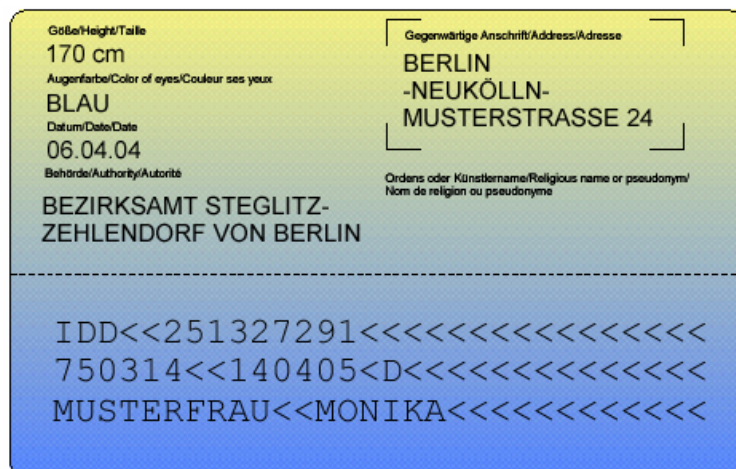 Göße/Height/Taille
170 cm
Augenfarbe/Color of eyes/Couleur ses yeux
BLAU
Datum/Date/Date
06.04.04
Behörde/Authority/Autorité
BEZIRKSAMT STEGLITZ-
ZEHLENDORF VON BERLIN
Gegenwärtige Anschrift/Address/Adresse
BERLIN
-NEUKÖLLN-
MUSTERSTRASSE 24
Ordens oder Künstlername/Religious name or pseudonym/
Nom de religion ou pseudonyme
IDD<<251327291<<<<<<<<<<<<<<<<<
750314<<140405<D<<<<<<<<<<<<<<<
MUSTERFRAU<<MONIKA<<<<<<<<<<<<<